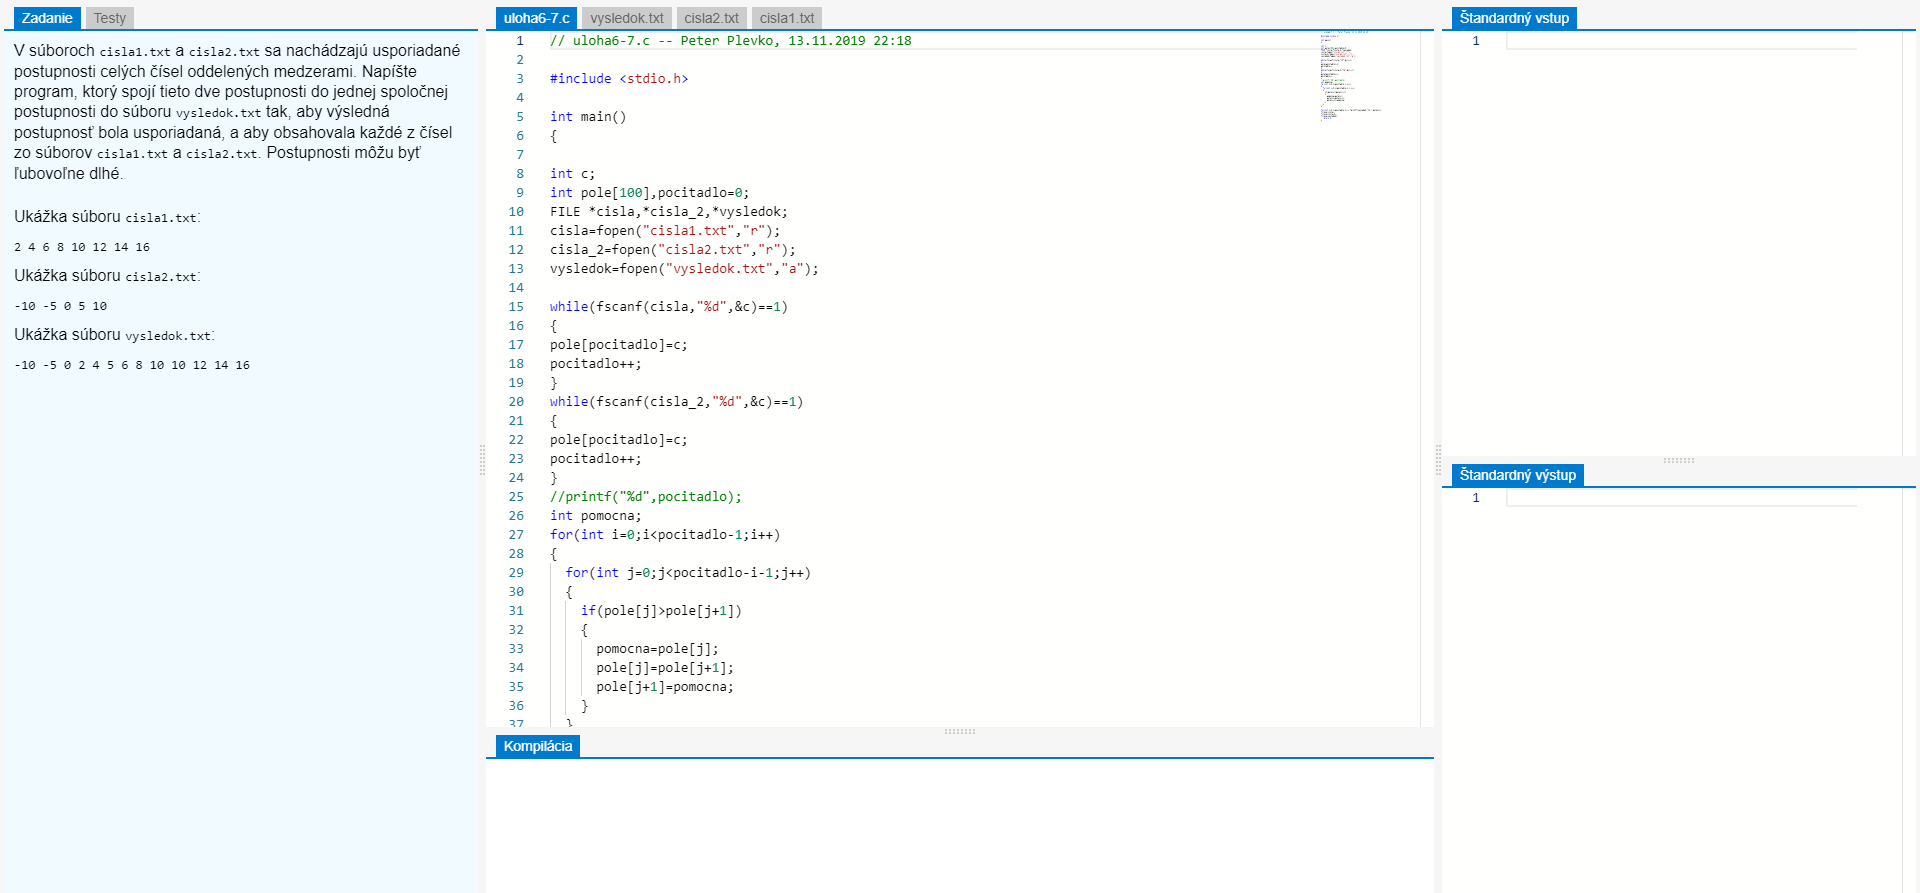 Zadanie Testy
V súboroch cisla1.txt a cisla2.txt sa nachádzajú usporiadané
postupnosti celých čísel oddelených medzerami. Napíšte
program, ktorý spojí tieto dve postupnosti do jednej spoločnej
postupnosti do súboru vysledok.txt tak, aby výsledná
postupnosť bola usporiadaná, a aby obsahovala každé z čísel
zo súborov cisla1.txt a cisla2.txt. Postupnosti môžu byť
ľubovoľne dlhé.
Ukážka súboru cisla1.txt:
2 4 6 8 10 12 14 16
Ukážka súboru cisla2.txt:
-10 -5 0 5 10
Ukážka súboru vysledok.txt:
-10 -5 0 2 4 5 6 8 10 10 12 14 16
uloha6-7.c vysledok.txt cisla2.txt cisla1.txt
1 // uloha6-7.c -- Peter Plevko, 13.11.2019 22:18
2
3 #include <stdio.h>
4
5 int main()
6 {
7
8 int c;
9 int pole[100],pocitadlo=0;
10 FILE *cisla,*cisla_2,*vysledok;
11 cisla=fopen("cisla1.txt","r");
12 cisla_2=fopen("cisla2.txt","r");
13 vysledok=fopen("vysledok.txt","a");
14
15 while(fscanf(cisla,"%d",&c)==1)
16 {
17 pole[pocitadlo]=c;
18 pocitadlo++;
19 }
20 while(fscanf(cisla_2,"%d",&c)==1)
21 {
22 pole[pocitadlo]=c;
23 pocitadlo++;
24 }
25 //printf("%d",pocitadlo);
26 int pomocna;
27 for(int i=0;i<pocitadlo-1;i++)
28 {
29 for(int j=0;j<pocitadlo-i-1;j++)
30 {
31 if(pole[j]>pole[j+1])
32 {
33 pomocna=pole[j];
34 pole[j]=pole[j+1];
35 pole[j+1]=pomocna;
36 }
37 }
Kompilácia
Štandardný vstup
1
Štandardný výstup
1